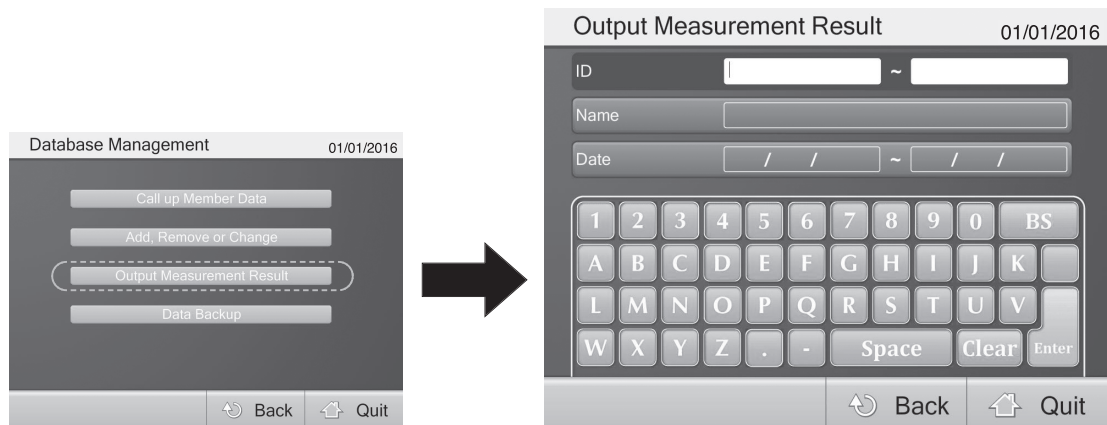 Database Management 01/01/2016
Call up Member Data
Add, Remove or Change
Output Measurement Result
Data Backup
Back Quit
Output Measurement Result 01/01/2016
ID ~
Name
Date / / ~ / /
1 2 3 4 5 6 7 8 9 0 BS
A B C D E F G H I J K
L M N O P Q R S T U V
W X Y Z . - Space Clear Enter
Back Quit